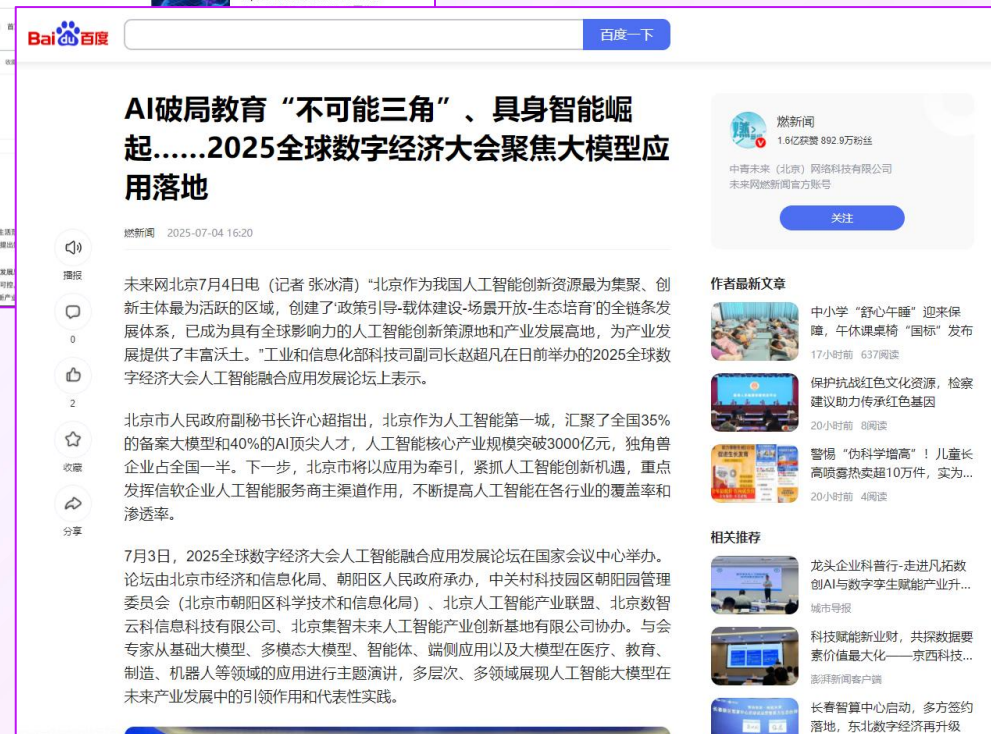 Baidu百度
百度一下
AI破局教育“不可能三角”、具身智能崛
起……2025全球数字经济大会聚焦大模型应
用落地
燃新闻 2025-07-04 16:20
播报
0
2
收藏
分享
未来网北京7月4日电（记者 张冰清）“北京作为我国人工智能创新资源最为集聚、创
新主体最为活跃的区域，创建了‘政策引导-载体建设-场景开放-生态培育’的全链条发
展体系，已成为具有全球影响力的人工智能创新策源地和产业发展高地，为产业发
展提供了丰富沃土。”工业和信息化部科技司副司长赵超凡在日前举办的2025全球数
字经济大会人工智能融合应用发展论坛上表示。
北京市人民政府副秘书长许心超指出，北京作为人工智能第一城，汇聚了全国35%
的备案大模型和40%的AI顶尖人才，人工智能核心产业规模突破3000亿元，独角兽
企业占全国一半。下一步，北京市将以应用为牵引，紧抓人工智能创新机遇，重点
发挥信软企业人工智能服务商主渠道作用，不断提高人工智能在各行业的覆盖率和
渗透率。
7月3日，2025全球数字经济大会人工智能融合应用发展论坛在国家会议中心举办。
论坛由北京市经济和信息化局、朝阳区人民政府承办，中关村科技园区朝阳园管理
委员会（北京市朝阳区科学技术和信息化局）、北京人工智能产业联盟、北京数智
云科信息科技有限公司、北京集智未来人工智能产业创新基地有限公司协办。与会
专家从基础大模型、多模态大模型、智能体、端侧应用以及大模型在医疗、教育、
制造、机器人等领域的应用进行主题演讲，多层次、多领域展现人工智能大模型在
未来产业发展中的引领作用和代表性实践。
燃新闻
1.6亿获赞 892.9万粉丝
中青未来（北京）网络科技有限公司
未来网燃新闻官方账号
关注
作者最新文章
中小学“舒心午睡”迎来保
障，午休课桌椅“国标”发布
17小时前 637阅读
保护抗战红色文化资源，检察
建议助力传承红色基因
20小时前 8阅读
警惕“伪科学增高”！儿童长
高喷雾热卖超10万件，实为...
20小时前 4阅读
相关推荐
龙头企业科普行-走进凡拓数
创AI与数字孪生赋能产业升...
城市导报
科技赋能新业财，共探数据要
素价值最大化——京西科技...
澎湃新闻客户端
长春智算中心启动，多方签约
落地，东北数字经济再升级